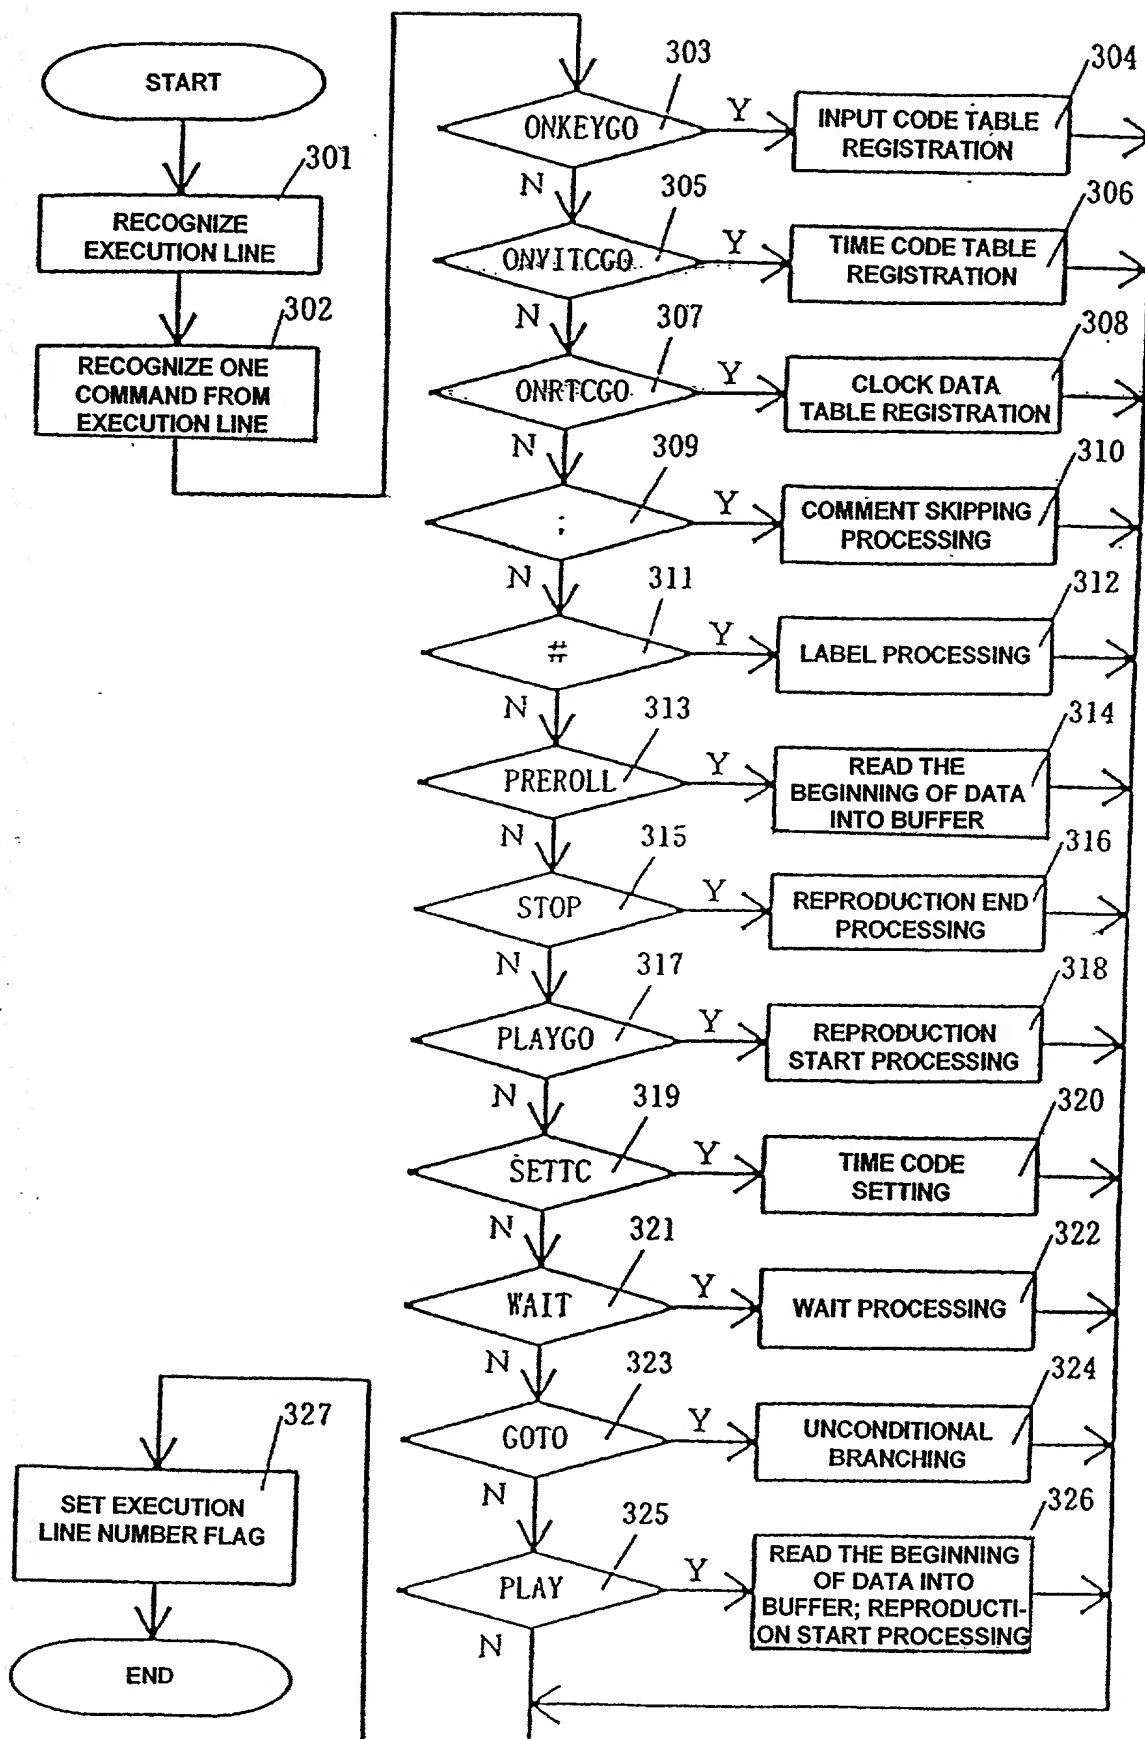 START
301
RECOGNIZE
EXECUTION LINE
302
RECOGNIZE ONE
COMMAND FROM
EXECUTION LINE
303
ONKEYGO
Y
304
INPUT CODE TABLE
REGISTRATION
N
305
ONVITCGO
Y
306
TIME CODE TABLE
REGISTRATION
N
307
ONRTCGO
Y
308
CLOCK DATA
TABLE REGISTRATION
N
309
;
Y
310
COMMENT SKIPPING
PROCESSING
N
311
#
Y
312
LABEL PROCESSING
N
313
PREROLL
Y
314
READ THE
BEGINNING OF DATA
INTO BUFFER
N
315
STOP
Y
316
REPRODUCTION END
PROCESSING
N
317
PLAYGO
Y
318
REPRODUCTION
START PROCESSING
N
319
SETTC
Y
320
TIME CODE
SETTING
N
321
WAIT
Y
322
WAIT PROCESSING
N
323
GOTO
Y
324
UNCONDITIONAL
BRANCHING
N
325
PLAY
Y
326
READ THE BEGINNING
OF DATA INTO
BUFFER; REPRODUCTI-
ON START PROCESSING
N
327
SET EXECUTION
LINE NUMBER FLAG
END